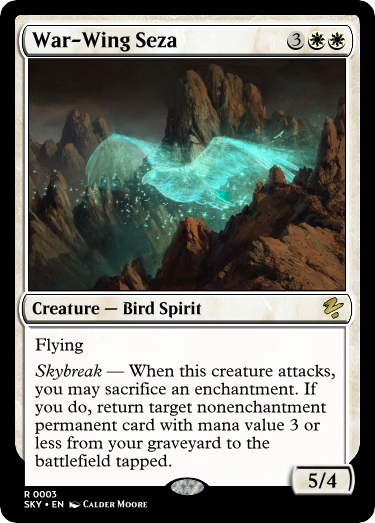 War-Wing Seza 3
Creature — Bird Spirit
Flying
Skybreak — When this creature attacks,
you may sacrifice an enchantment. If
you do, return target nonenchantment
permanent card with mana value 3 or
less from your graveyard to the
battlefield tapped.
5/4
R 0003
SKY • EN Calder Moore